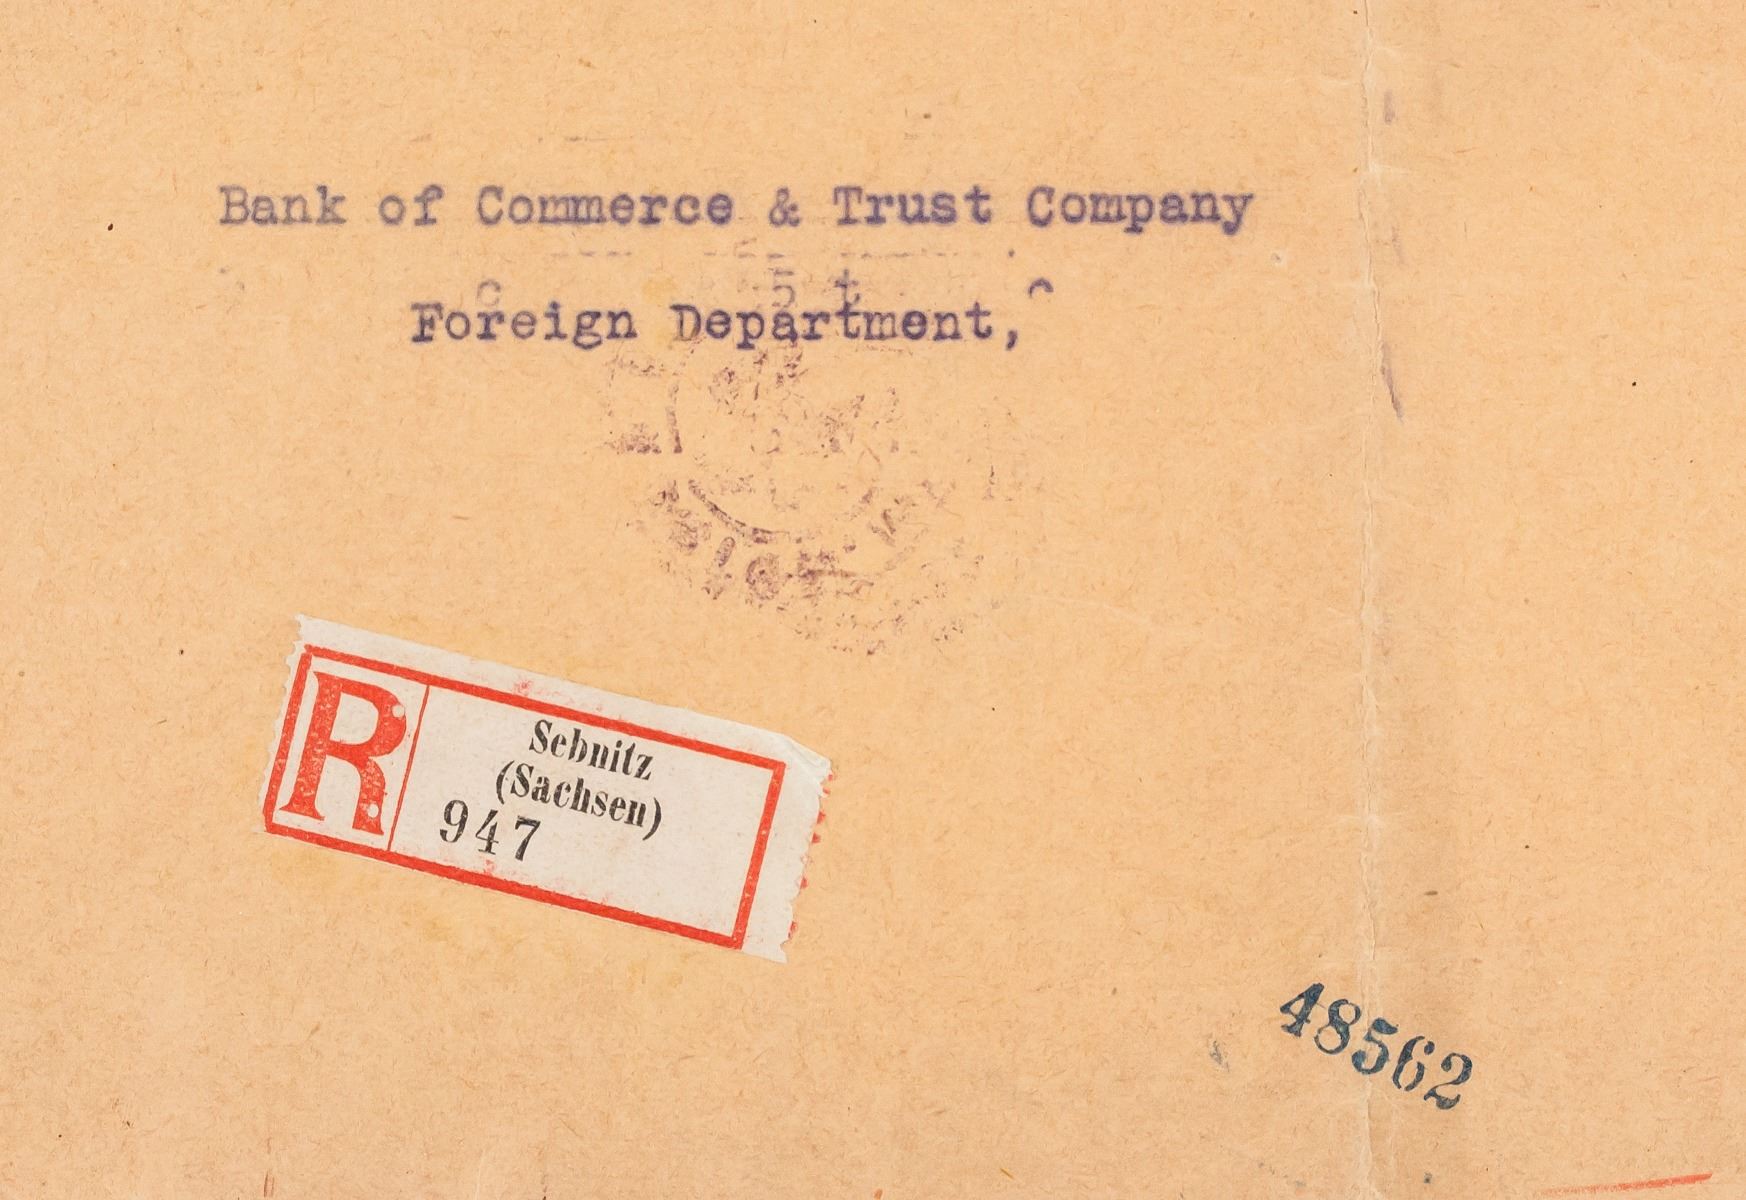 Bank of Commerce & Trust Company
Foreign Department,
R
Sebnitz
(Sachsen)
947
48562